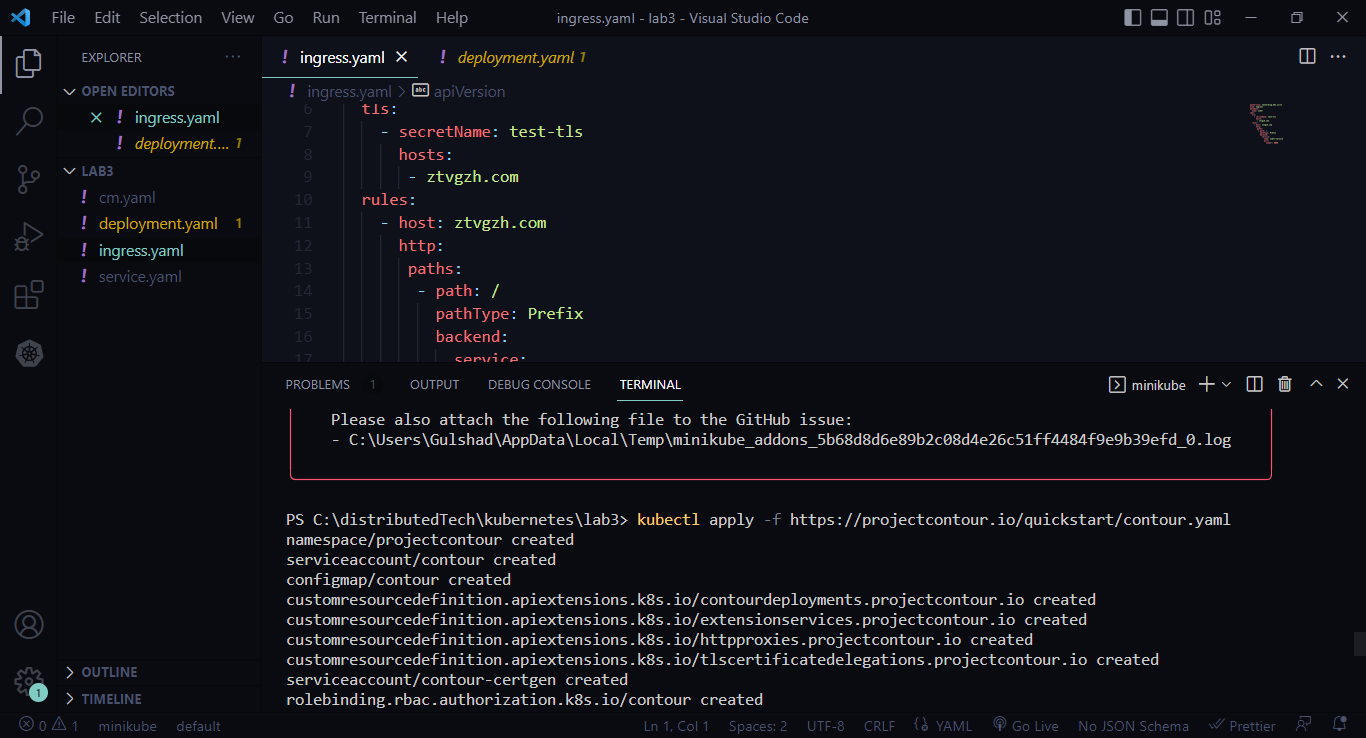 File Edit Selection View Go Run Terminal Help
ingress.yaml - lab3 - Visual Studio Code
EXPLORER
OPEN EDITORS
ingress.yaml
deployment.... 1
LAB3
cm.yaml
deployment.yaml 1
ingress.yaml
service.yaml
OUTLINE
TIMELINE
ingress.yaml
deployment.yaml 1
ingress.yaml > abc apiVersion
6 tls:
7 - secretName: test-tls
8 hosts:
9 - ztvgzh.com
10 rules:
11 - host: ztvgzh.com
12 http:
13 paths:
14 - path: /
15 pathType: Prefix
16 backend:
17 service:
PROBLEMS 1 OUTPUT DEBUG CONSOLE TERMINAL
minikube
Please also attach the following file to the GitHub issue:
- C:\Users\Gulshad\AppData\Local\Temp\minikube_addons_5b68d8d6e89b2c08d4e26c51ff4484f9e9b39efd_0.log
PS C:\distributedTech\kubernetes\lab3> kubectl apply -f https://projectcontour.io/quickstart/contour.yaml
namespace/projectcontour created
serviceaccount/contour created
configmap/contour created
customresourcedefinition.apiextensions.k8s.io/contourdeployments.projectcontour.io created
customresourcedefinition.apiextensions.k8s.io/extensionservices.projectcontour.io created
customresourcedefinition.apiextensions.k8s.io/httpproxies.projectcontour.io created
customresourcedefinition.apiextensions.k8s.io/tlscertificatedelegations.projectcontour.io created
serviceaccount/contour-certgen created
rolebinding.rbac.authorization.k8s.io/contour created
1
0 1 minikube default
Ln 1, Col 1 Spaces: 2 UTF-8 CRLF {} YAML Go Live No JSON Schema Prettier